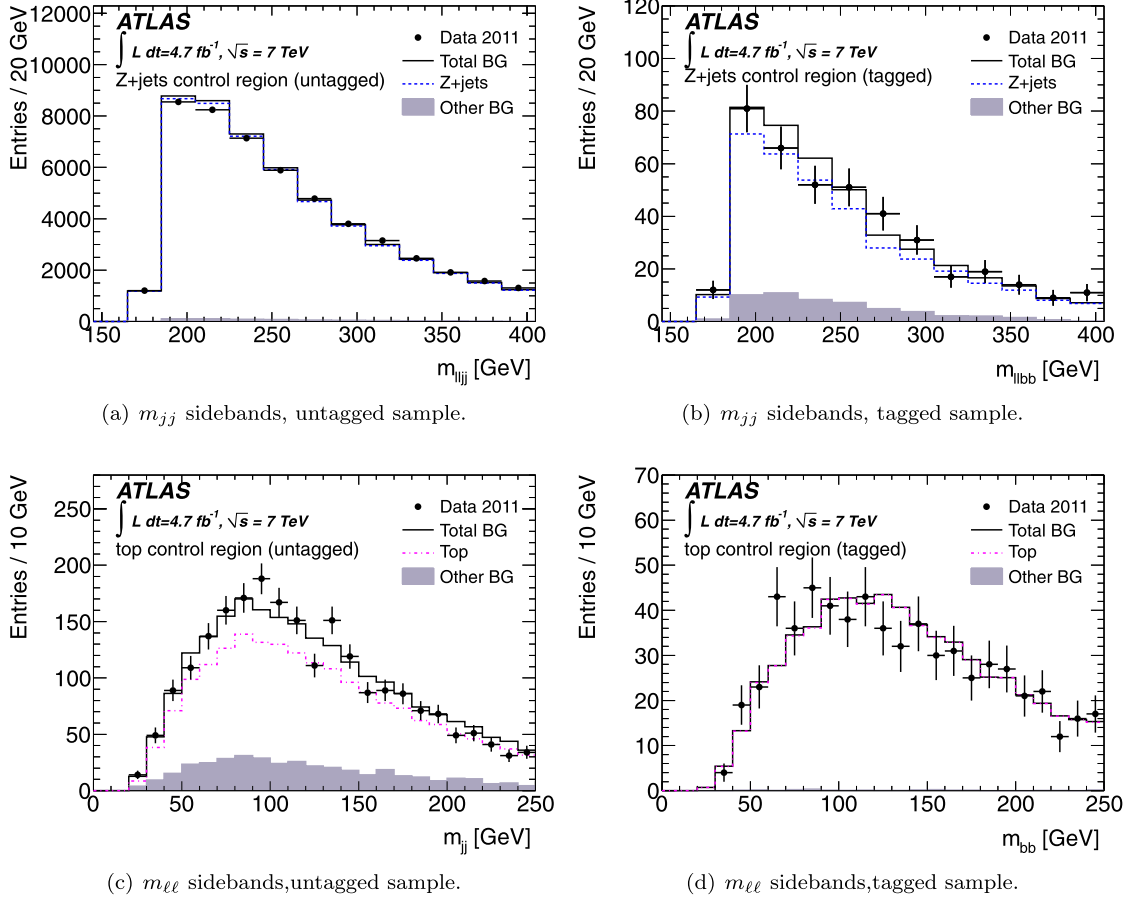 Entries / 20 GeV
12000
10000
8000
6000
4000
2000
0
ATLAS
∫ L dt=4.7 fb⁻¹, √s = 7 TeV
Z+jets control region (untagged)
Data 2011
Total BG
Z+jets
Other BG
150 200 250 300 350 400
m_lljj [GeV]
(a) m_jj sidebands, untagged sample.
Entries / 20 GeV
120
100
80
60
40
20
0
ATLAS
∫ L dt=4.7 fb⁻¹, √s = 7 TeV
Z+jets control region (tagged)
Data 2011
Total BG
Z+jets
Other BG
150 200 250 300 350 400
m_llbb [GeV]
(b) m_jj sidebands, tagged sample.
Entries / 10 GeV
250
200
150
100
50
0
ATLAS
∫ L dt=4.7 fb⁻¹, √s = 7 TeV
top control region (untagged)
Data 2011
Total BG
Top
Other BG
0 50 100 150 200 250
m_jj [GeV]
(c) m_ℓℓ sidebands,untagged sample.
Entries / 10 GeV
70
60
50
40
30
20
10
0
ATLAS
∫ L dt=4.7 fb⁻¹, √s = 7 TeV
top control region (tagged)
Data 2011
Total BG
Top
Other BG
0 50 100 150 200 250
m_bb [GeV]
(d) m_ℓℓ sidebands,tagged sample.